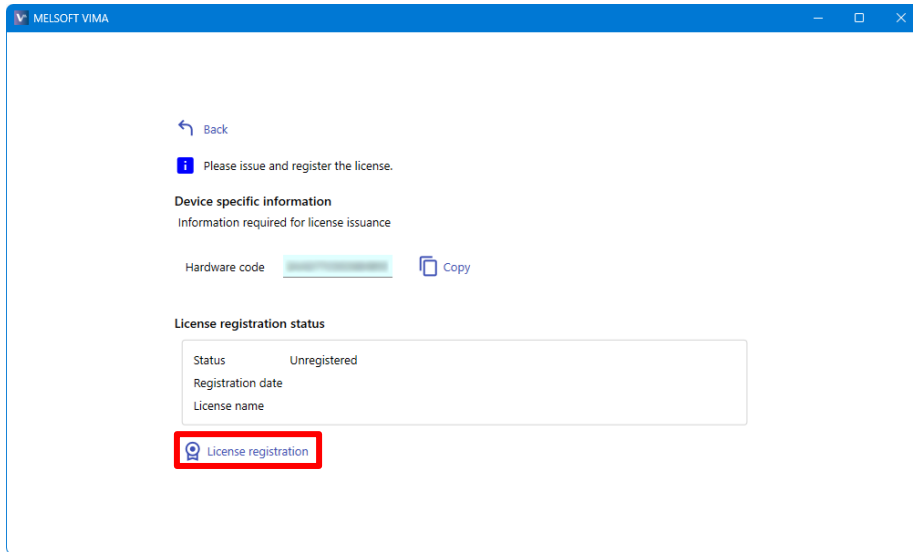 MELSOFT VIMA
Back
Please issue and register the license.
Device specific information
Information required for license issuance
Hardware code
Copy
License registration status
Status Unregistered
Registration date
License name
License registration